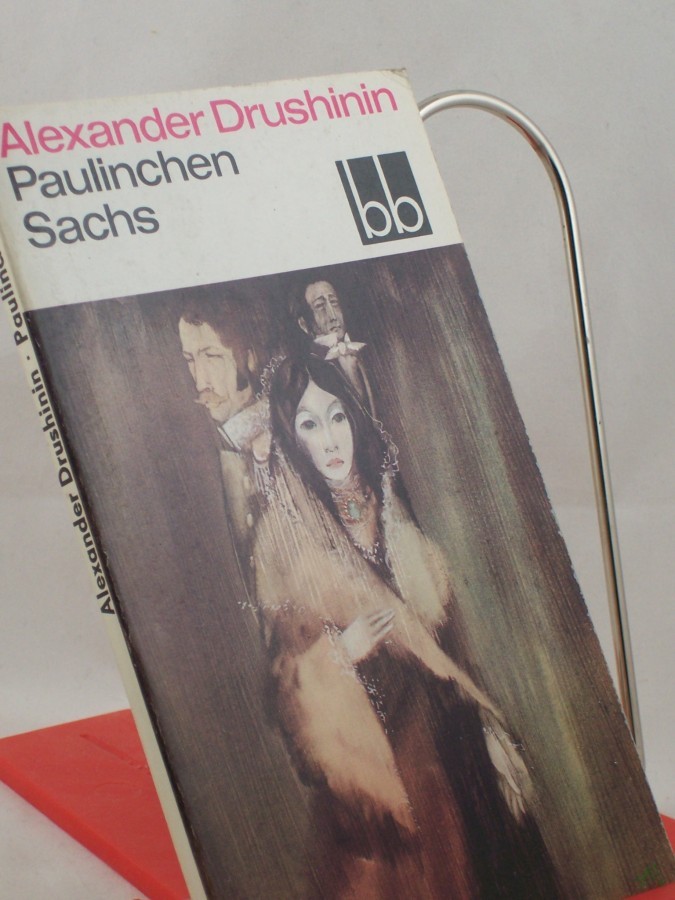 Alexander Drushinin
Paulinchen
Sachs
bb
Alexander Drushinin · Paulinc